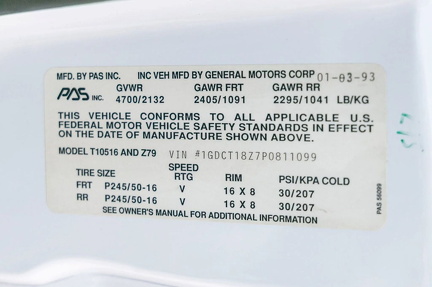 MFD. BY PAS INC. INC VEH MFD BY GENERAL MOTORS CORP 01-03-93
PAS INC. GVWR GAWR FRT GAWR RR
4700/2132 2405/1091 2295/1041 LB/KG
THIS VEHICLE CONFORMS TO ALL APPLICABLE U.S.
FEDERAL MOTOR VEHICLE SAFETY STANDARDS IN EFFECT
ON THE DATE OF MANUFACTURE SHOWN ABOVE.
MODEL T10516 AND Z79 VIN #1GDCT18Z7P0811099
TIRE SIZE SPEED RTG RIM PSI/KPA COLD
FRT P245/50-16 16 X 8 30/207
RR P245/50-16 16 X 8 30/207
SEE OWNER'S MANUAL FOR ADDITIONAL INFORMATION